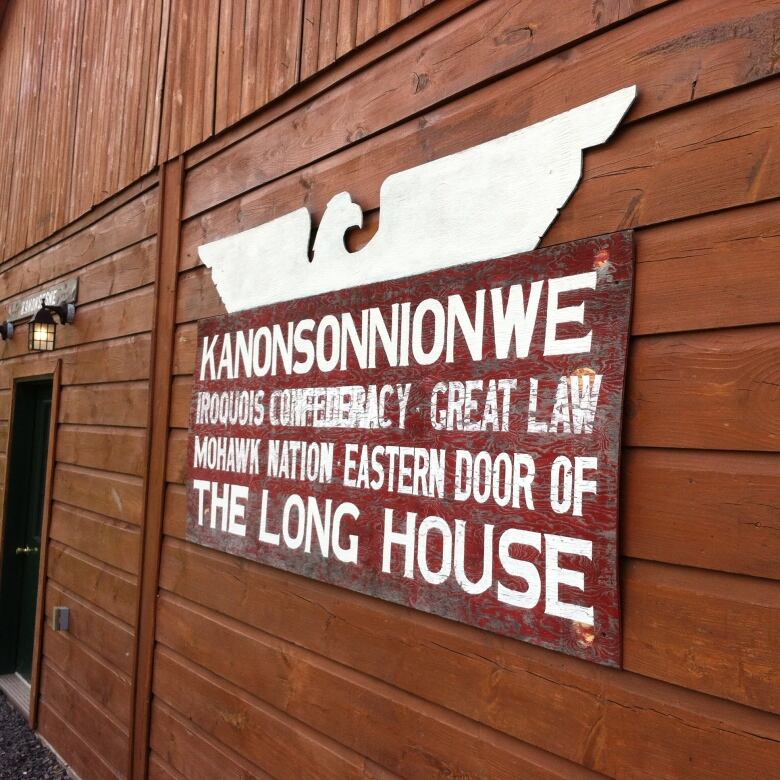 KANONSONNIONWE
IROQUOIS CONFEDERACY · GREAT LAW
MOHAWK NATION · EASTERN DOOR OF
THE LONG HOUSE